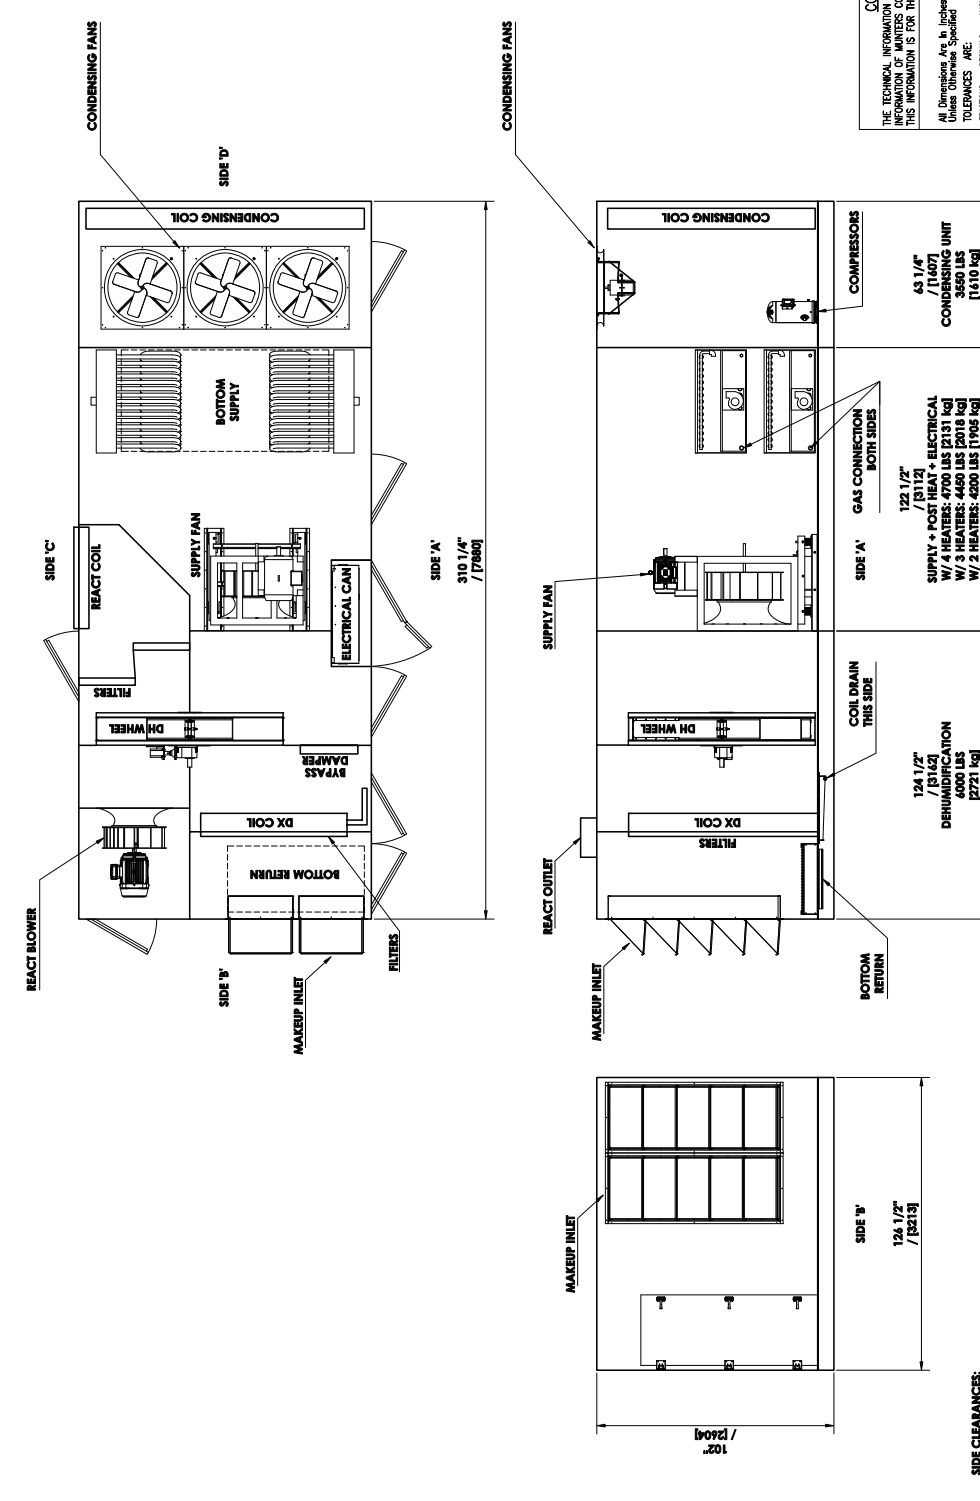 CONDENSING FANS
SIDE 'D'
CONDENSING COIL
BOTTOM
SUPPLY
SIDE 'C'
REACT COIL
SUPPLY FAN
ELECTRICAL CAN
SIDE 'A'
310 1/4"
/ [7880]
FILTERS
DH WHEEL
BYPASS
DAMPER
DX COIL
BOTTOM RETURN
REACT BLOWER
SIDE 'B'
MAKEUP INLET
FILTERS
CONDENSING FANS
CONDENSING COIL
COMPRESSORS
63 1/4"
/ [1607]
CONDENSING UNIT
3550 LBS
[1610 kg]
GAS CONNECTION
BOTH SIDES
122 1/2"
/ [3112]
SUPPLY + POST HEAT + ELECTRICAL
W/ 4 HEATERS: 4700 LBS [2131 kg]
W/ 3 HEATERS: 4450 LBS [2018 kg]
W/ 2 HEATERS: 4200 LBS [1905 kg]
SIDE 'A'
SUPPLY FAN
COIL DRAIN
THIS SIDE
DH WHEEL
124 1/2"
/ [3162]
DEHUMIDIFICATION
6000 LBS
[2721 kg]
DX COIL
FILTERS
REACT OUTLET
MAKEUP INLET
BOTTOM
RETURN
MAKEUP INLET
SIDE 'B'
126 1/2"
/ [3213]
102"
/ [2604]
SIDE CLEARANCES:
THE TECHNICAL INFORMATION
INFORMATION OF MUNTERS CO
THIS INFORMATION IS FOR TH
All Dimensions Are In Inches
Unless Otherwise Specified
TOLERANCES ARE: